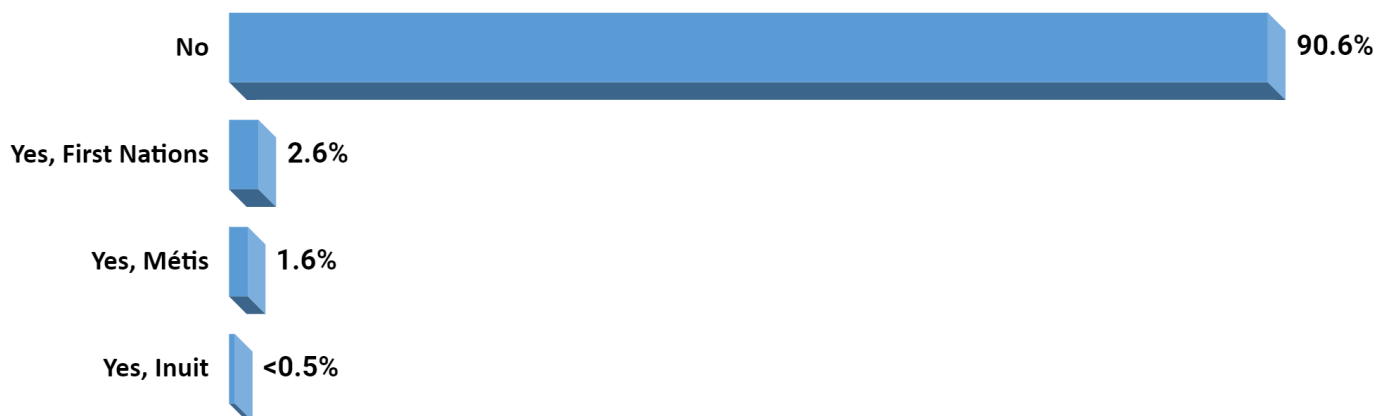 No 90.6%
Yes, First Nations 2.6%
Yes, Métis 1.6%
Yes, Inuit <0.5%